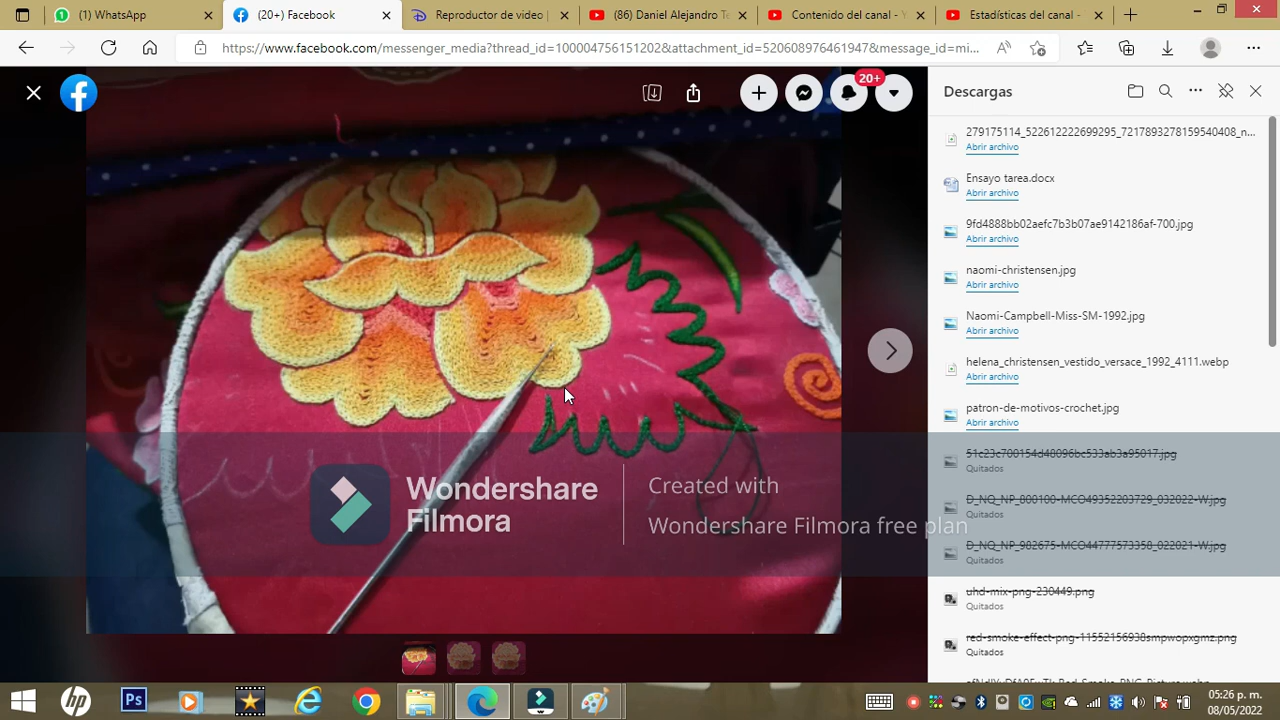 (1) WhatsApp
(20+) Facebook
Reproductor de video
(86) Daniel Alejandro Te
Contenido del canal - Y
Estadísticas del canal -
https://www.facebook.com/messenger_media?thread_id=100004756151202&attachment_id=520608976461947&message_id=mi...
20+
Descargas
279175114_522612222699295_7217893278159540408_n...
Abrir archivo
Ensayo tarea.docx
Abrir archivo
9fd4888bb02aefc7b3b07ae9142186af-700.jpg
Abrir archivo
naomi-christensen.jpg
Abrir archivo
Naomi-Campbell-Miss-SM-1992.jpg
Abrir archivo
helena_christensen_vestido_versace_1992_4111.webp
Abrir archivo
patron-de-motivos-crochet.jpg
Abrir archivo
51c23c700154d48096bc533ab3a95017.jpg
Quitados
D_NQ_NP_800100-MCO49352203729_032022-W.jpg
Quitados
D_NQ_NP_982675-MCO44777573358_022021-W.jpg
Quitados
uhd-mix-png-230449.png
Quitados
red-smoke-effect-png-11552156938smpwopxgmz.png
Quitados
Wondershare
Filmora
Created with
Wondershare Filmora free plan
Ps
05:26 p. m.
08/05/2022